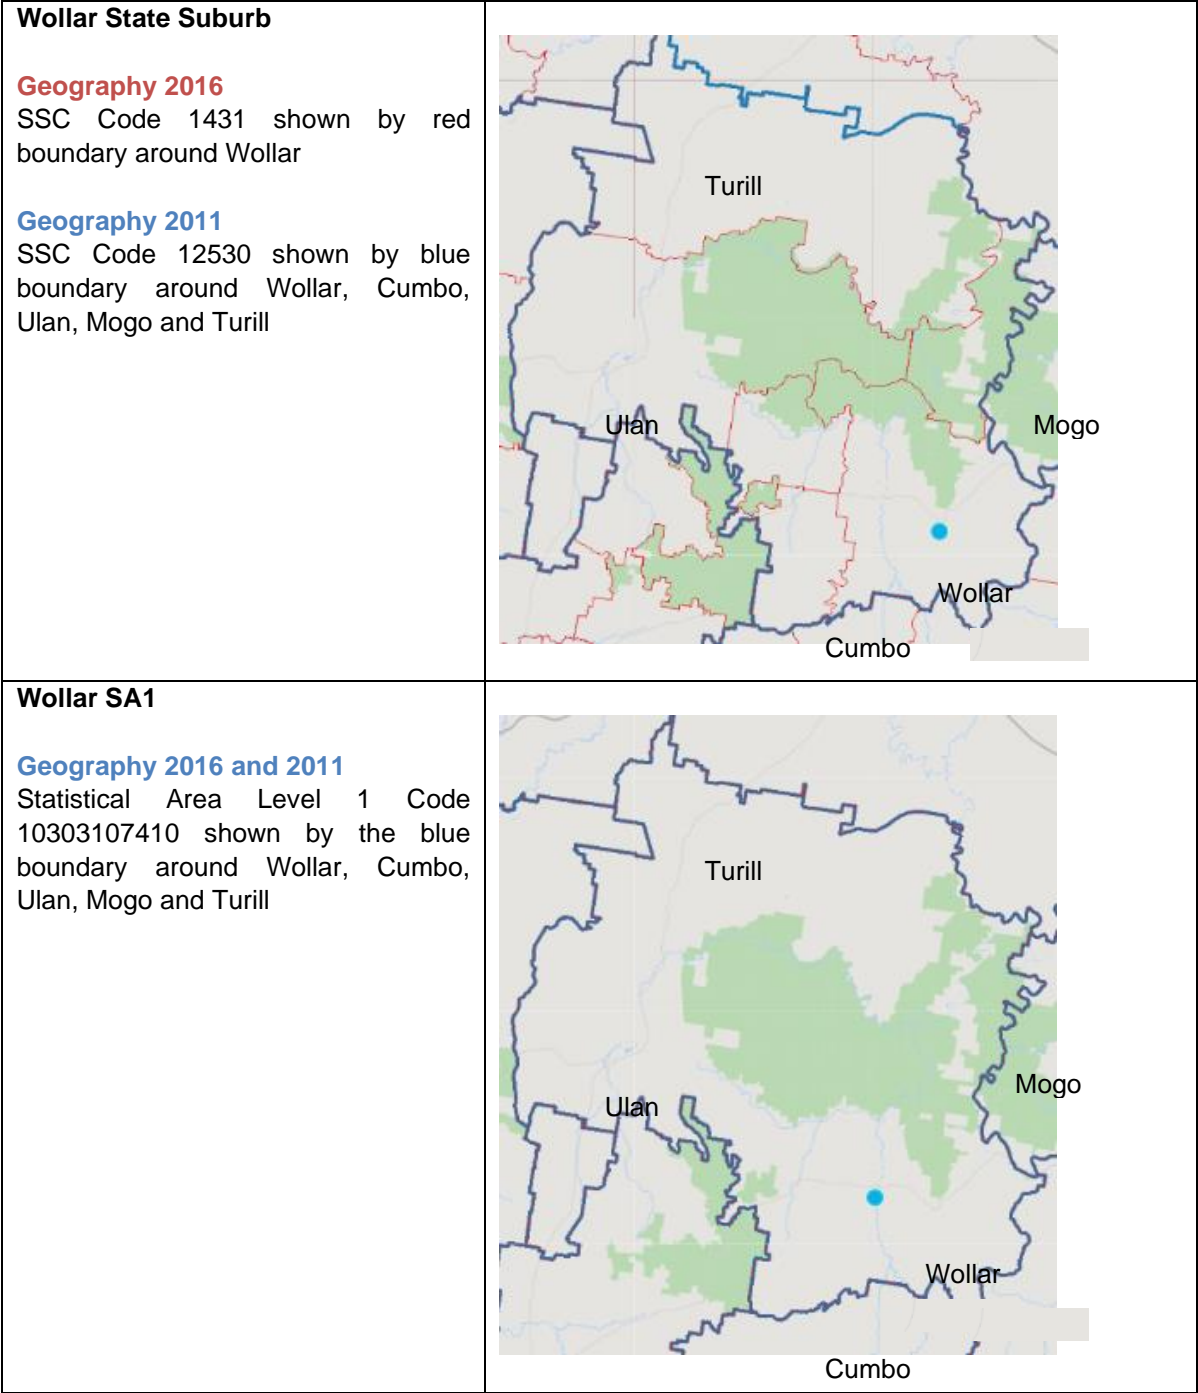 Wollar State Suburb
Geography 2016
SSC Code 1431 shown by red
boundary around Wollar
Geography 2011
SSC Code 12530 shown by blue
boundary around Wollar, Cumbo,
Ulan, Mogo and Turill
Turill
Ulan
Mogo
Wollar
Cumbo
Wollar SA1
Geography 2016 and 2011
Statistical Area Level 1 Code
10303107410 shown by the blue
boundary around Wollar, Cumbo,
Ulan, Mogo and Turill
Turill
Mogo
Ulan
Wollar
Cumbo